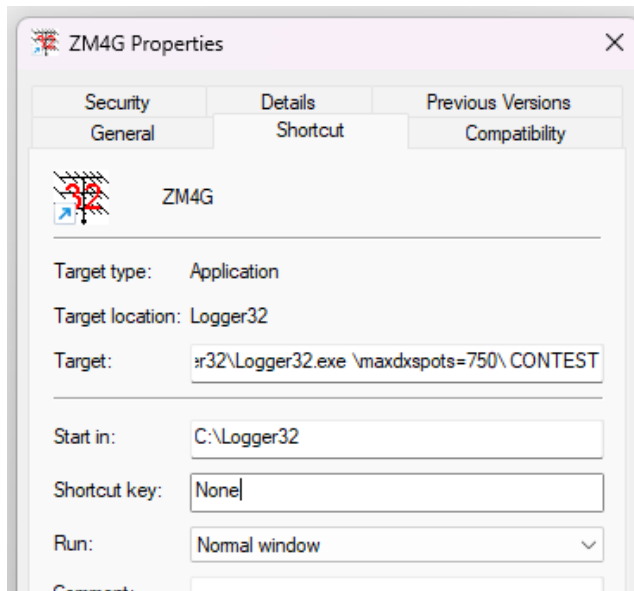 ZM4G Properties
Security Details Previous Versions
General Shortcut Compatibility
32 ZM4G
Target type: Application
Target location: Logger32
Target: er32\Logger32.exe \maxdxspots=750\ CONTEST
Start in: C:\Logger32
Shortcut key: None
Run: Normal window
Comment: